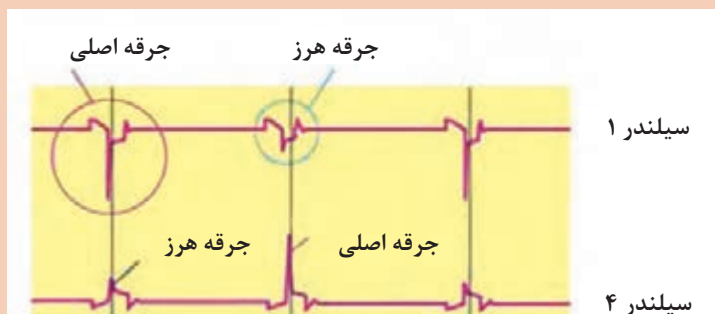 جرقه اصلی
جرقه هرز
سیلندر ۱
جرقه هرز
جرقه اصلی
سیلندر ۴